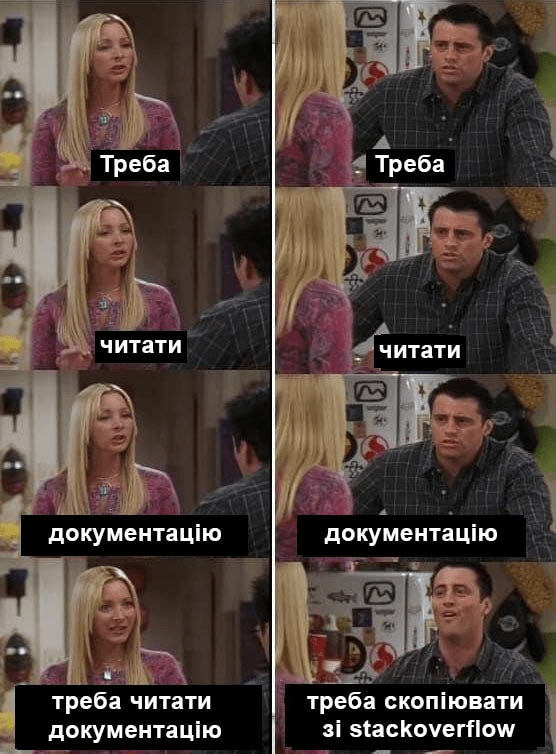 Треба
Треба
читати
читати
документацію
документацію
треба читати
документацію
треба скопіювати
зі stackoverflow